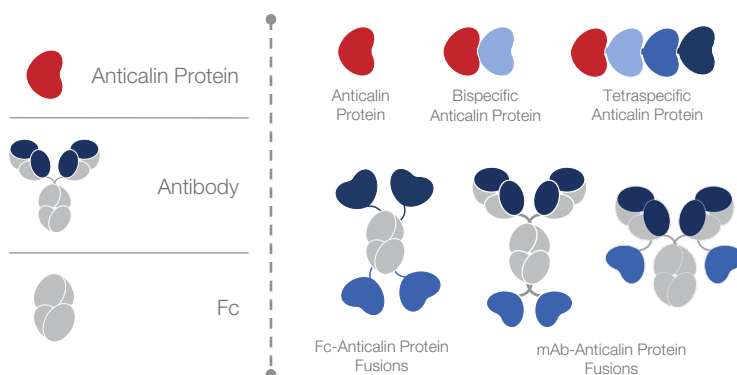 Anticalin Protein
Antibody
Fc
Anticalin
Protein
Bispecific
Anticalin Protein
Tetraspecific
Anticalin Protein
Fc-Anticalin Protein
Fusions
mAb-Anticalin Protein
Fusions